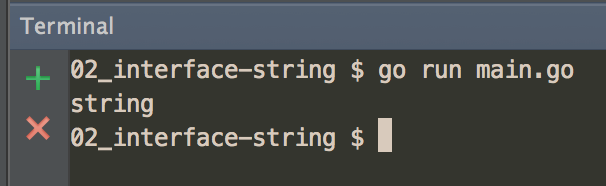 Terminal
02_interface-string $ go run main.go
string
02_interface-string $